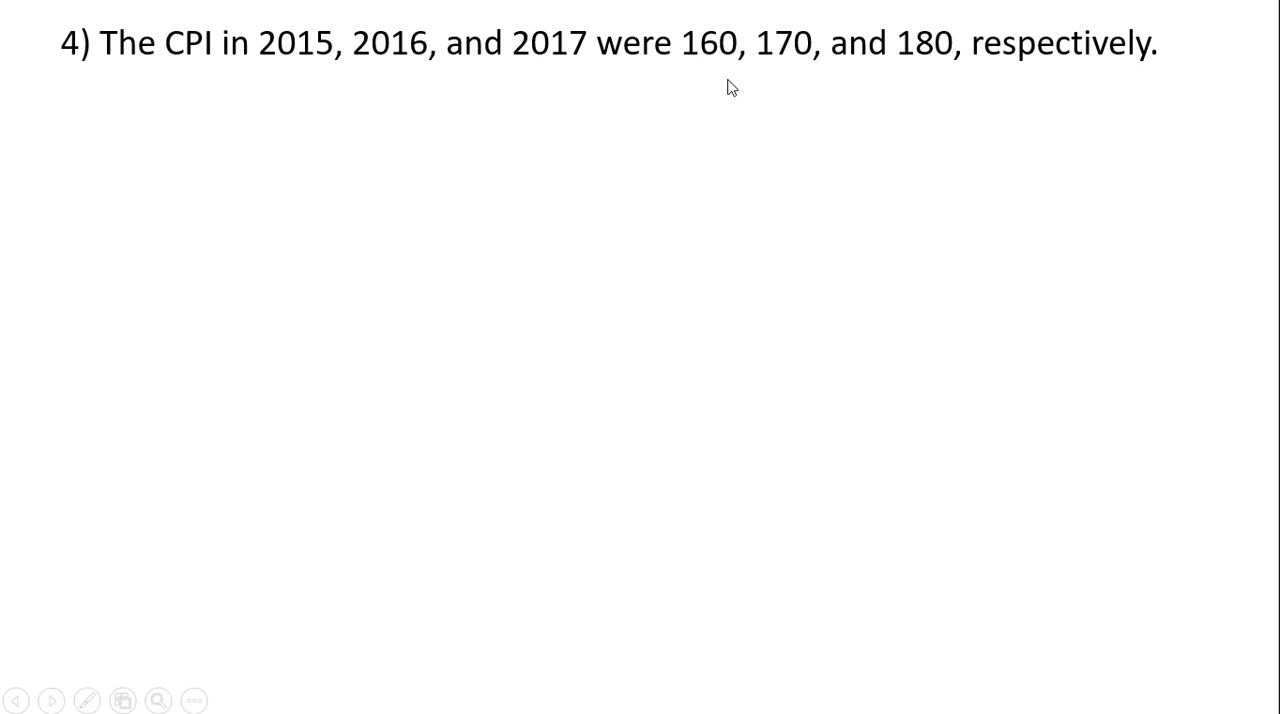 4) The CPI in 2015, 2016, and 2017 were 160, 170, and 180, respectively.